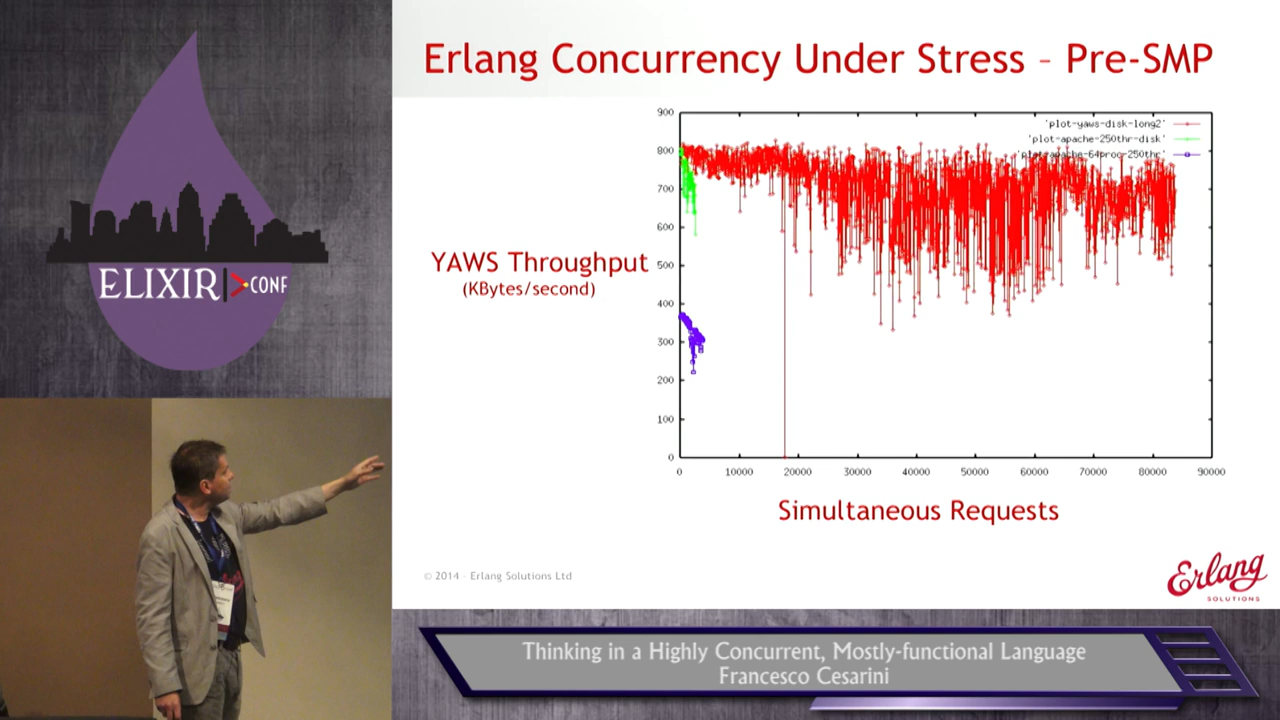 Erlang Concurrency Under Stress – Pre-SMP
ELIXIR CONF
YAWS Throughput
(KBytes/second)
900
800
700
600
500
400
300
200
100
0
'plot-yaws-disk-long2'
'plot-apache-250thr-disk'
'plot-apache-64proc-250thr'
0 10000 20000 30000 40000 50000 60000 70000 80000 90000
Simultaneous Requests
© 2014 – Erlang Solutions Ltd
Erlang
SOLUTIONS
Thinking in a Highly Concurrent, Mostly-functional Language
Francesco Cesarini